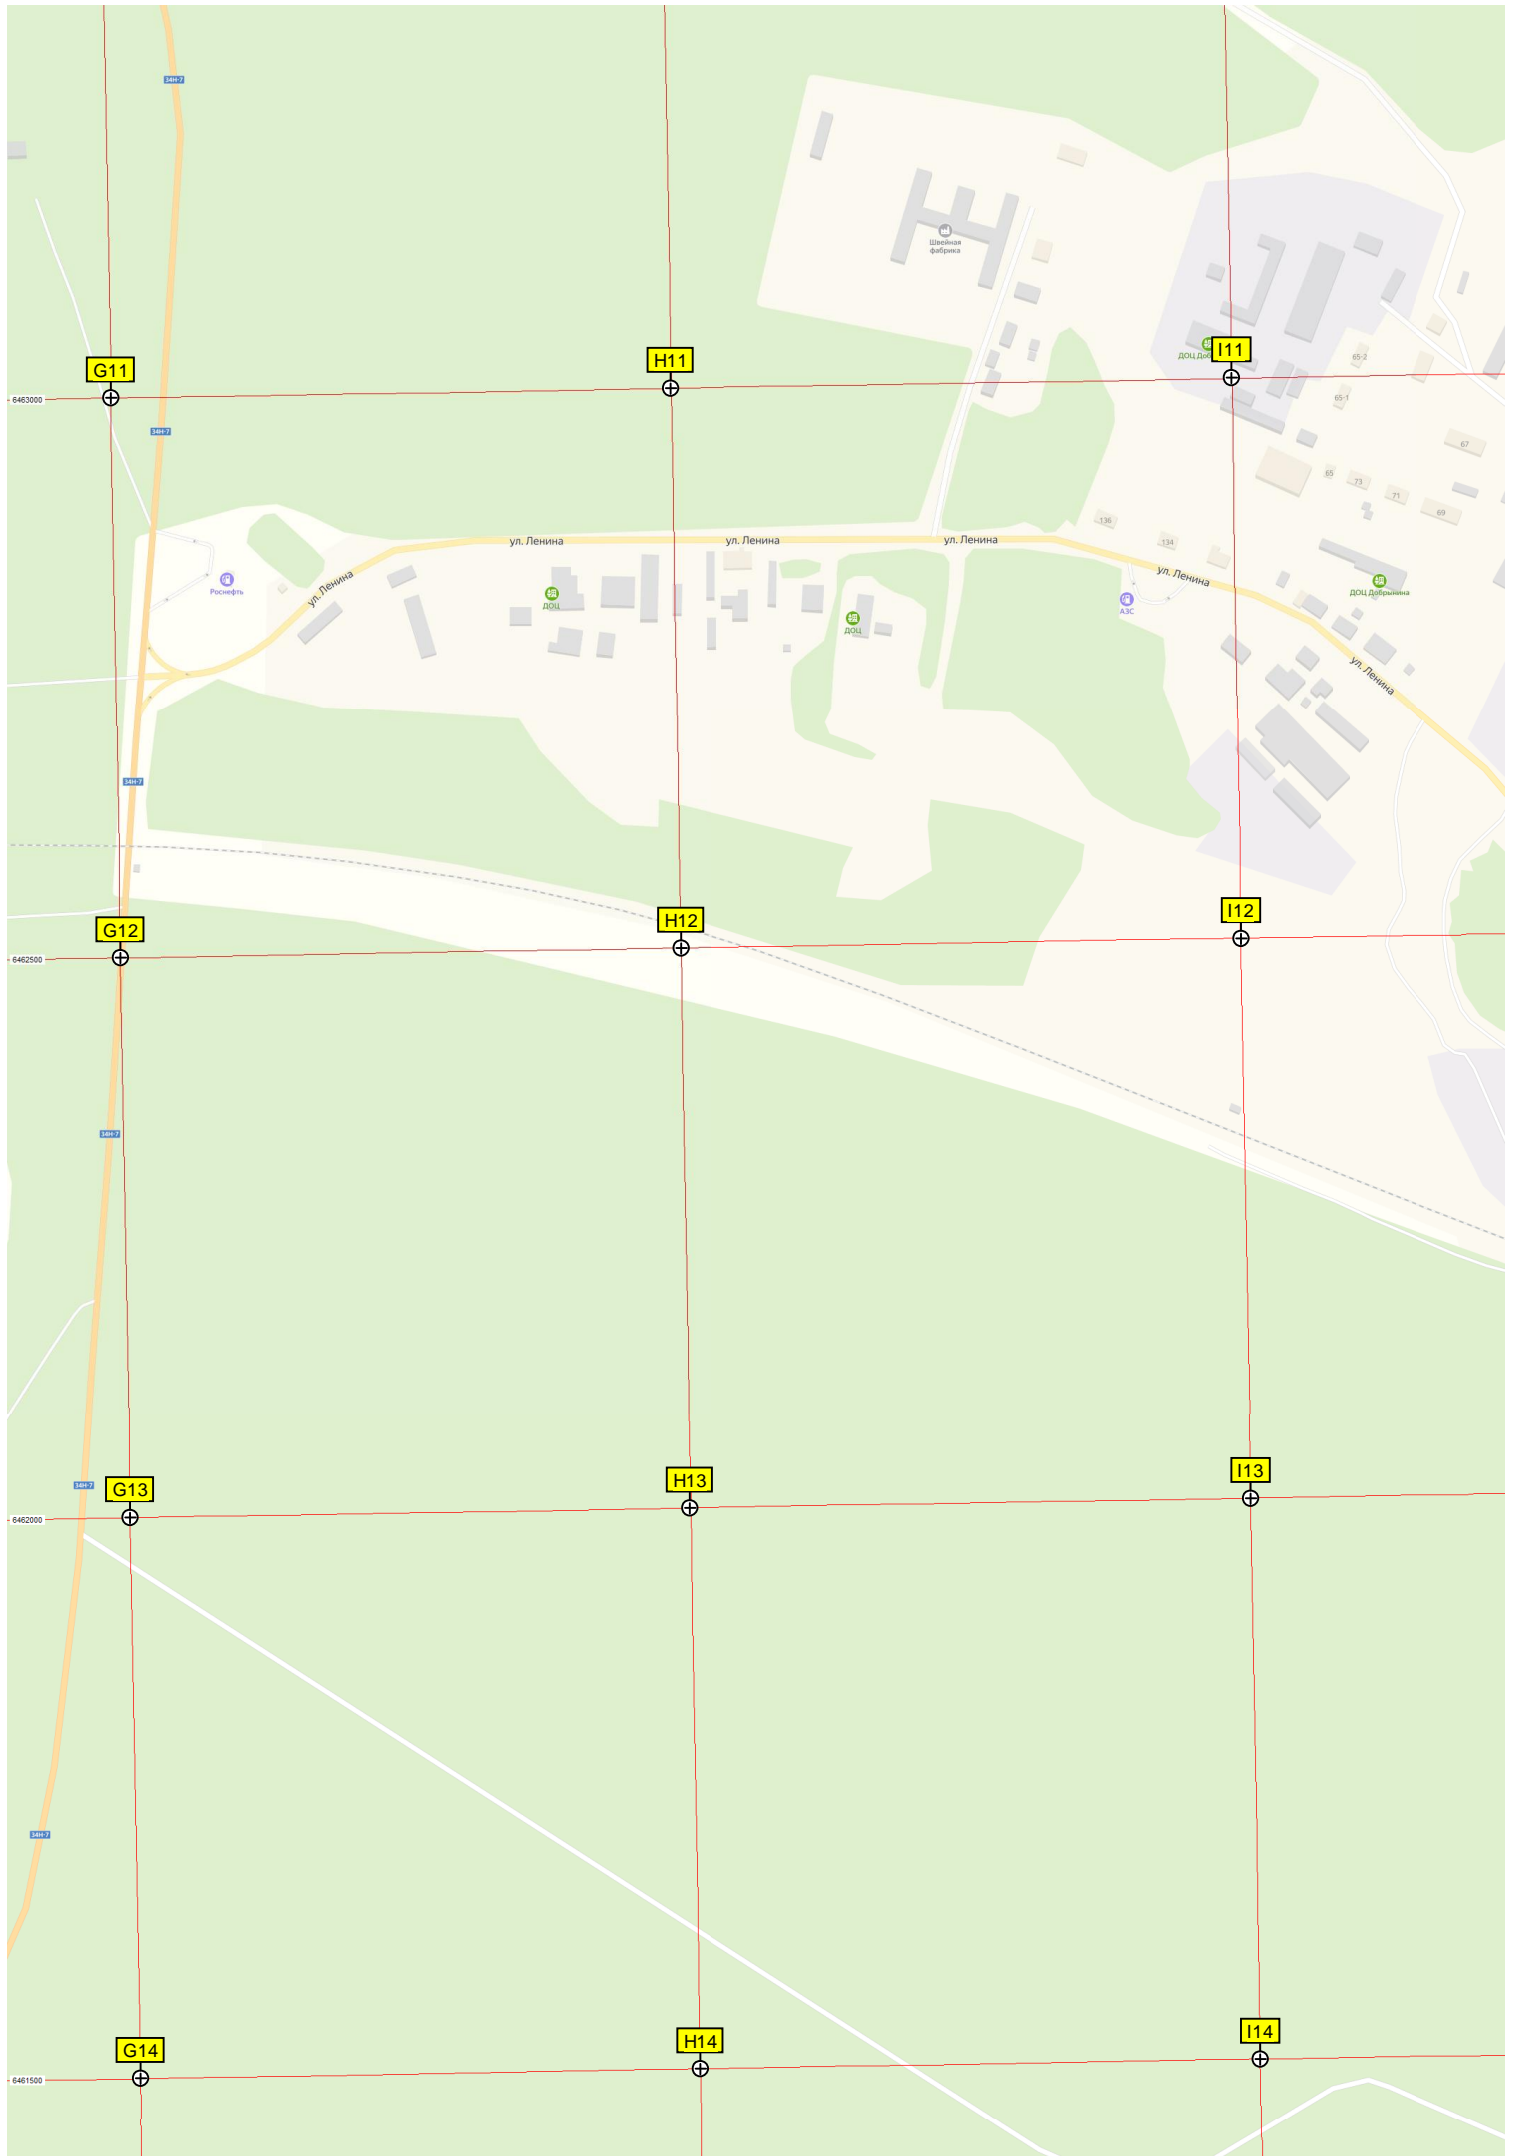 34Н-7
Швейная
фабрика
G11
H11
I11
ДОЦ Доб
65-2
65-1
6463000
34Н-7
67
65
73
71
69
136
134
ул. Ленина
ул. Ленина
ул. Ленина
ул. Ленина
ул. Ленина
Роснефть
ДОЦ
ДОЦ
АЗС
ДОЦ Добрынина
ул. Ленина
34Н-7
G12
H12
I12
6462500
34Н-7
G13
H13
I13
34Н-7
6462000
34Н-7
G14
H14
I14
6461500